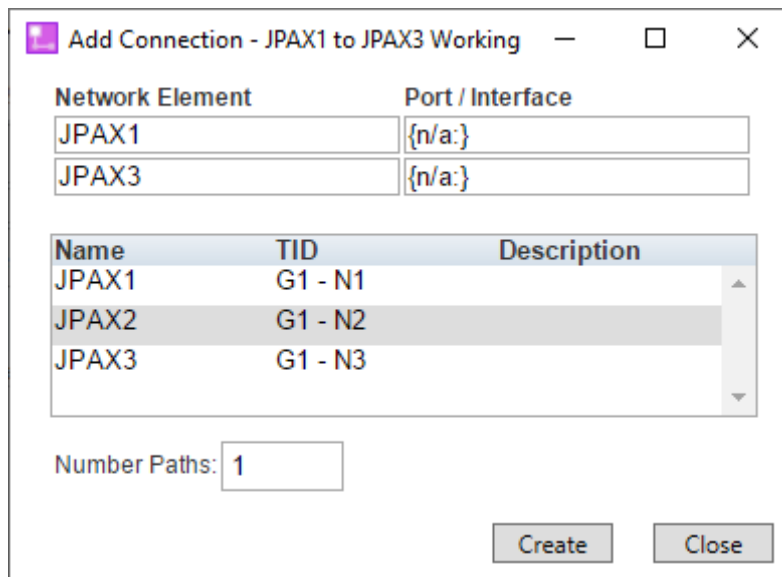 Add Connection - JPAX1 to JPAX3 Working
Network Element Port / Interface
JPAX1 {n/a:}
JPAX3 {n/a:}
Name TID Description
JPAX1 G1 - N1
JPAX2 G1 - N2
JPAX3 G1 - N3
Number Paths: 1
Create Close